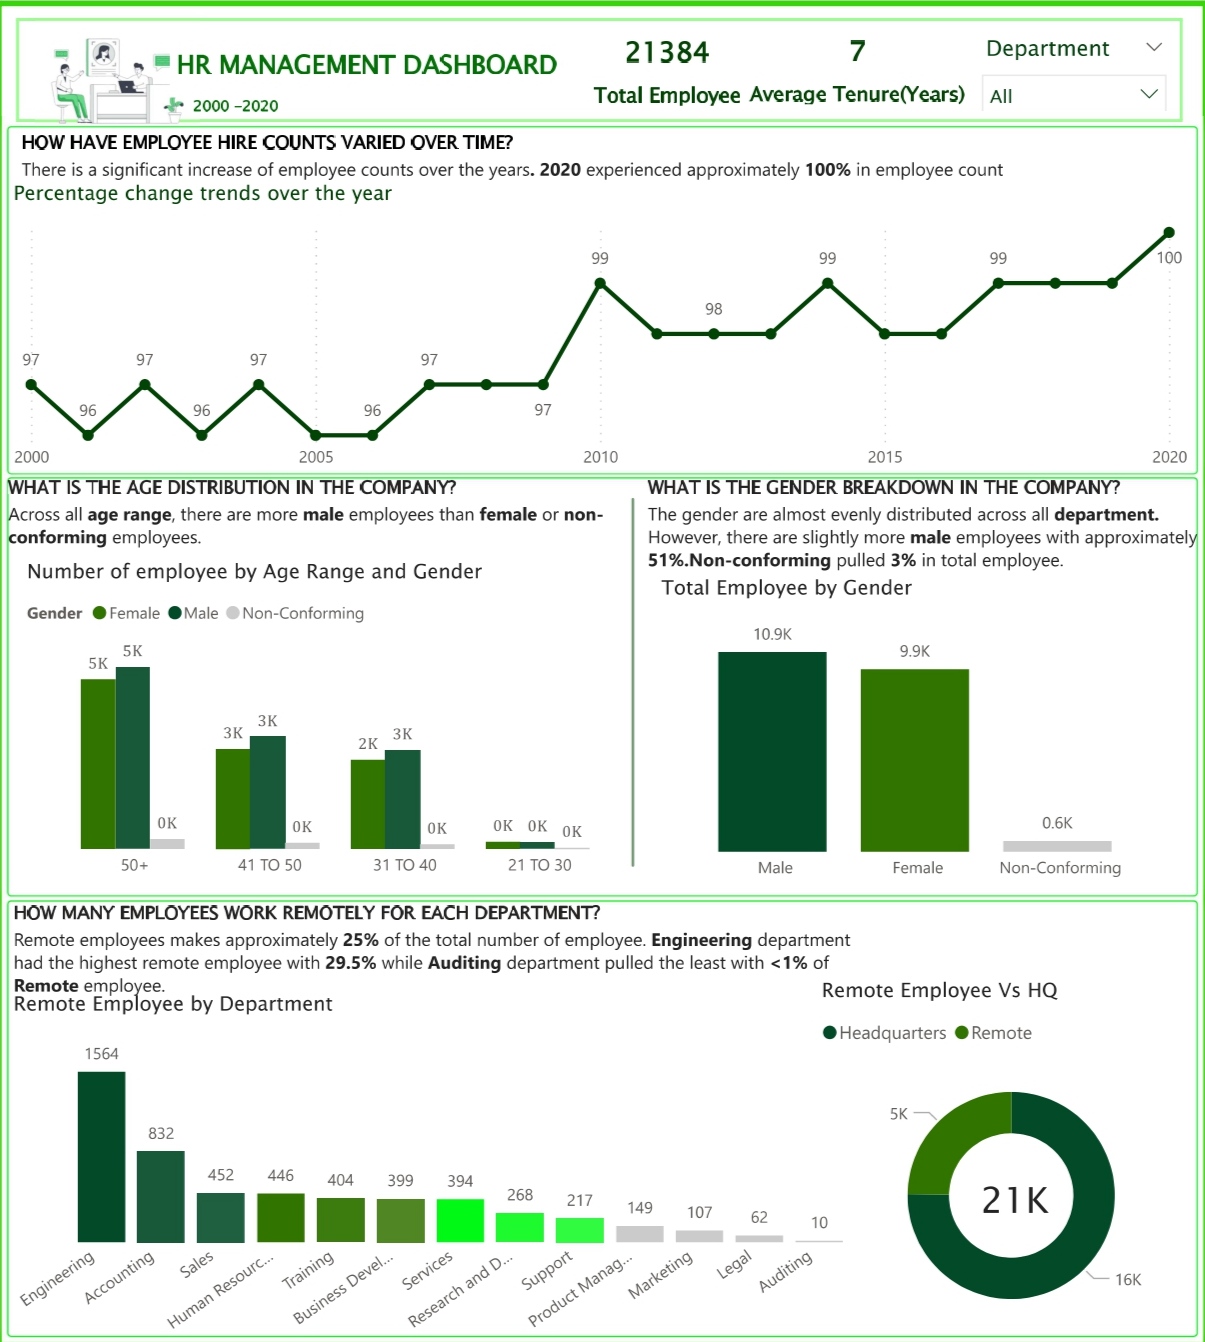 HR MANAGEMENT DASHBOARD
2000 –2020
21384
Total Employee
7
Average Tenure(Years)
Department
All
HOW HAVE EMPLOYEE HIRE COUNTS VARIED OVER TIME?
There is a significant increase of employee counts over the years. 2020 experienced approximately 100% in employee count
Percentage change trends over the year
97
96
97
96
97
96
97
97
99
98
99
99
100
2000
2005
2010
2015
2020
WHAT IS THE AGE DISTRIBUTION IN THE COMPANY?
Across all age range, there are more male employees than female or non-
conforming employees.
Number of employee by Age Range and Gender
Gender Female Male Non-Conforming
5K
5K
0K
3K
3K
0K
2K
3K
0K
0K
0K
0K
50+
41 TO 50
31 TO 40
21 TO 30
WHAT IS THE GENDER BREAKDOWN IN THE COMPANY?
The gender are almost evenly distributed across all department.
However, there are slightly more male employees with approximately
51%.Non-conforming pulled 3% in total employee.
Total Employee by Gender
10.9K
9.9K
0.6K
Male
Female
Non-Conforming
HOW MANY EMPLOYEES WORK REMOTELY FOR EACH DEPARTMENT?
Remote employees makes approximately 25% of the total number of employee. Engineering department
had the highest remote employee with 29.5% while Auditing department pulled the least with <1% of
Remote employee.
Remote Employee by Department
1564
832
452
446
404
399
394
268
217
149
107
62
10
Engineering
Accounting
Sales
Human Resourc...
Training
Business Devel...
Services
Research and D...
Support
Product Manag...
Marketing
Legal
Auditing
Remote Employee Vs HQ
Headquarters Remote
5K
21K
16K